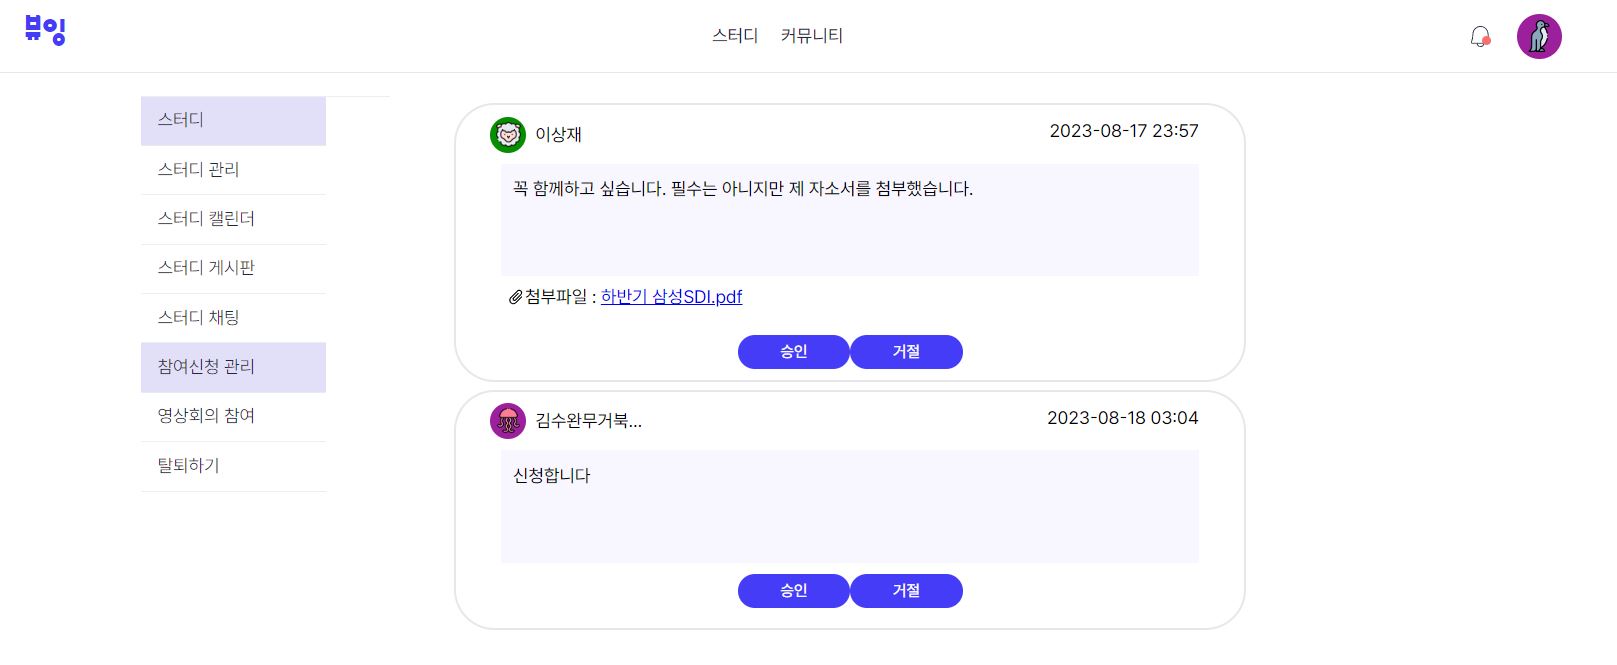 뷰잉
스터디 커뮤니티
스터디
스터디 관리
스터디 캘린더
스터디 게시판
스터디 채팅
참여신청 관리
영상회의 참여
탈퇴하기
이상재 2023-08-17 23:57
꼭 함께하고 싶습니다. 필수는 아니지만 제 자소서를 첨부했습니다.
첨부파일 : 하반기 삼성SDI.pdf
승인 거절
김수완무거북... 2023-08-18 03:04
신청합니다
승인 거절